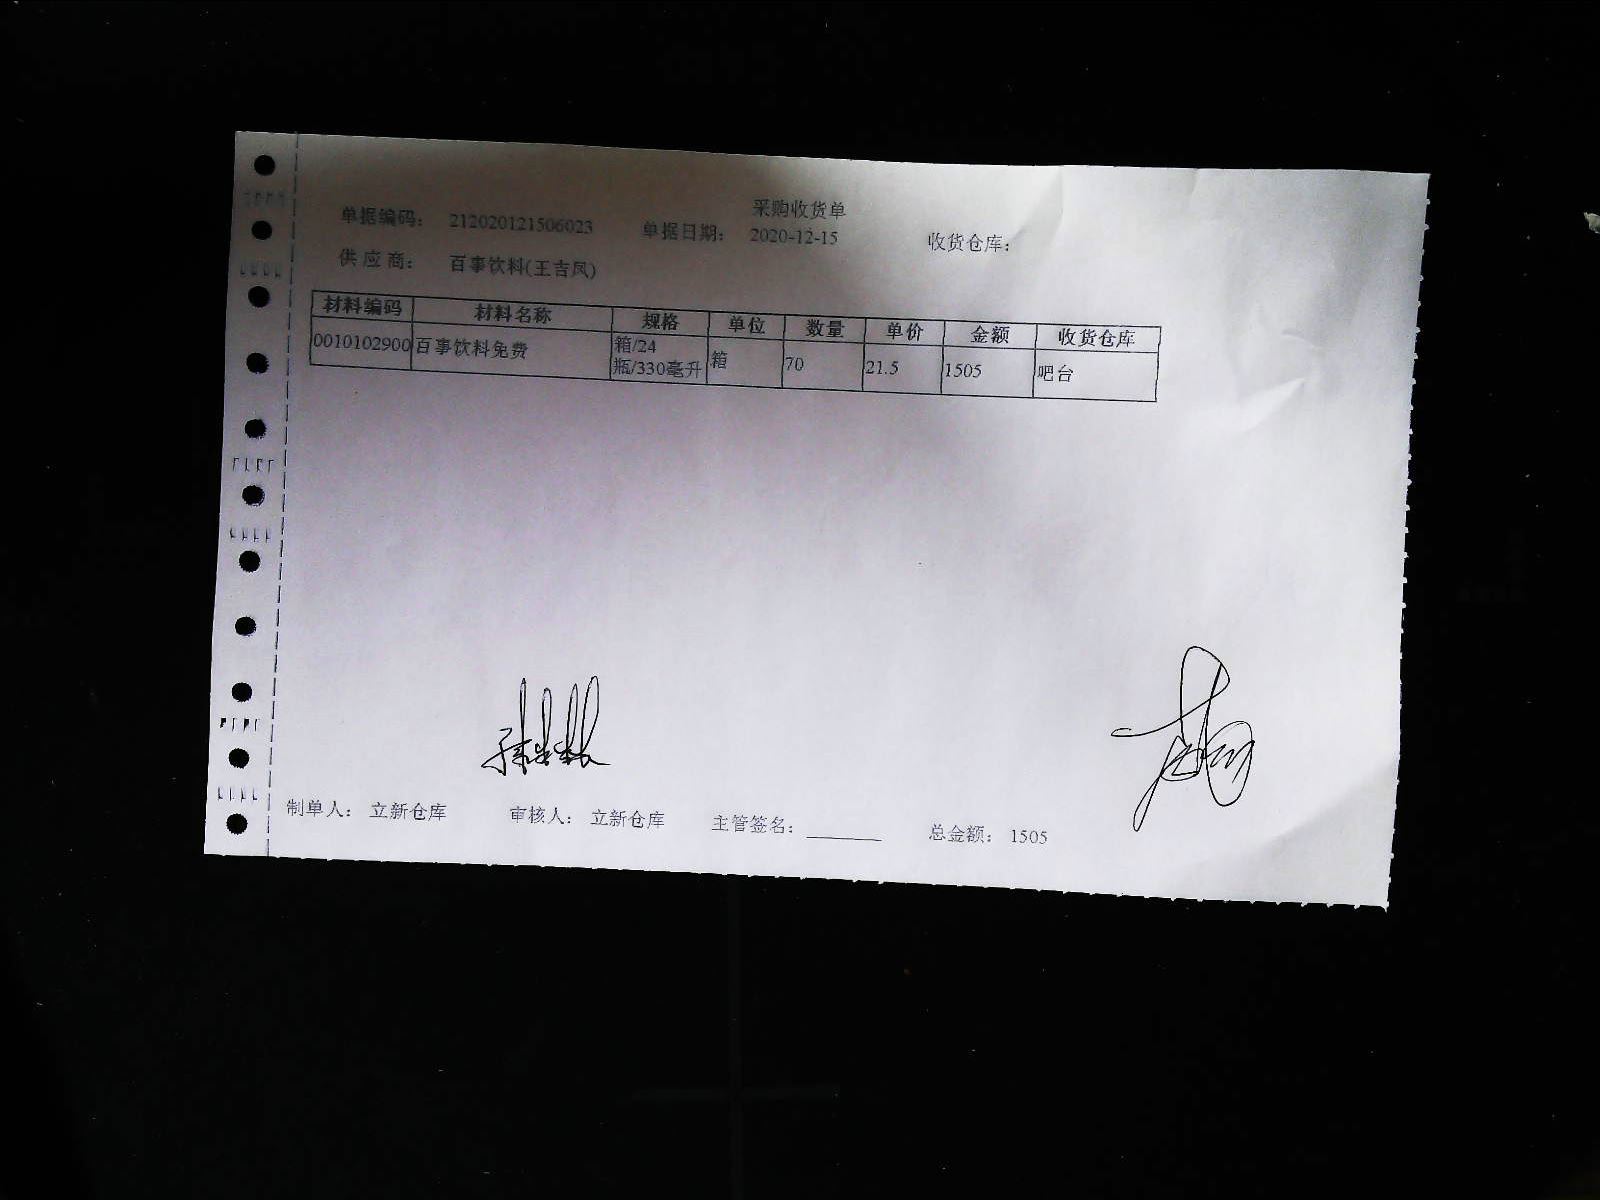 采购收货单
单据编码： 212020121506023 单据日期： 2020-12-15 收货仓库：
供 应 商： 百事饮料(王吉凤)
材料编码 材料名称 规格 单位 数量 单价 金额 收货仓库
0010102900 百事饮料免费 箱/24瓶/330毫升 箱 70 21.5 1505 吧台
制单人： 立新仓库 审核人： 立新仓库 主管签名： 总金额： 1505